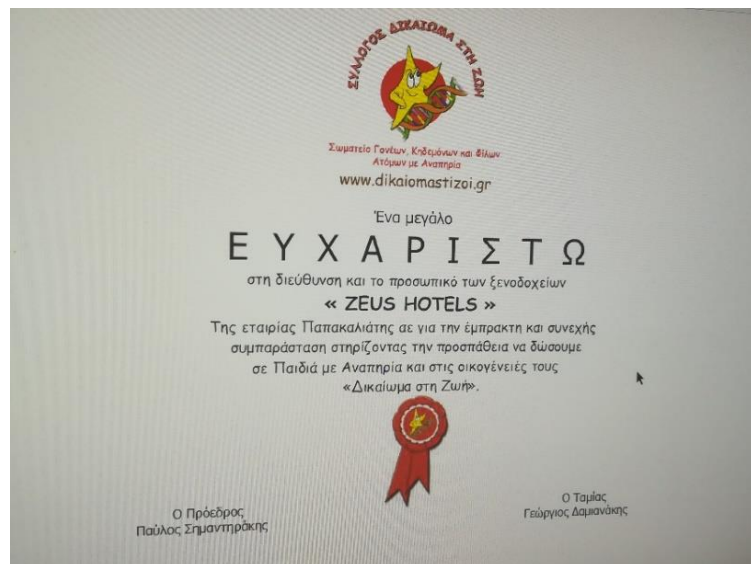 ΣΥΛΛΟΓΟΣ ΔΙΚΑΙΩΜΑ ΣΤΗ ΖΩΗ
Σωματείο Γονέων, Κηδεμόνων και Φίλων
Ατόμων με Αναπηρία
www.dikaiomastizoi.gr
Ένα μεγάλο
ΕΥΧΑΡΙΣΤΩ
στη διεύθυνση και το προσωπικό των ξενοδοχείων
« ZEUS HOTELS »
Της εταιρίας Παπακαλιάτης αε για την έμπρακτη και συνεχής
συμπαράσταση στηρίζοντας την προσπάθεια να δώσουμε
σε Παιδιά με Αναπηρία και στις οικογένειές τους
«Δικαίωμα στη Ζωή».
Ο Πρόεδρος
Παύλος Σημαντηράκης
Ο Ταμίας
Γεώργιος Δαμιανάκης